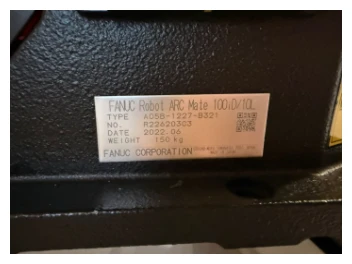 FANUC Robot ARC Mate 100iD/10L
TYPE A05B-1227-B321
NO. R22620303
DATE 2022.06
WEIGHT 150 kg
FANUC CORPORATION